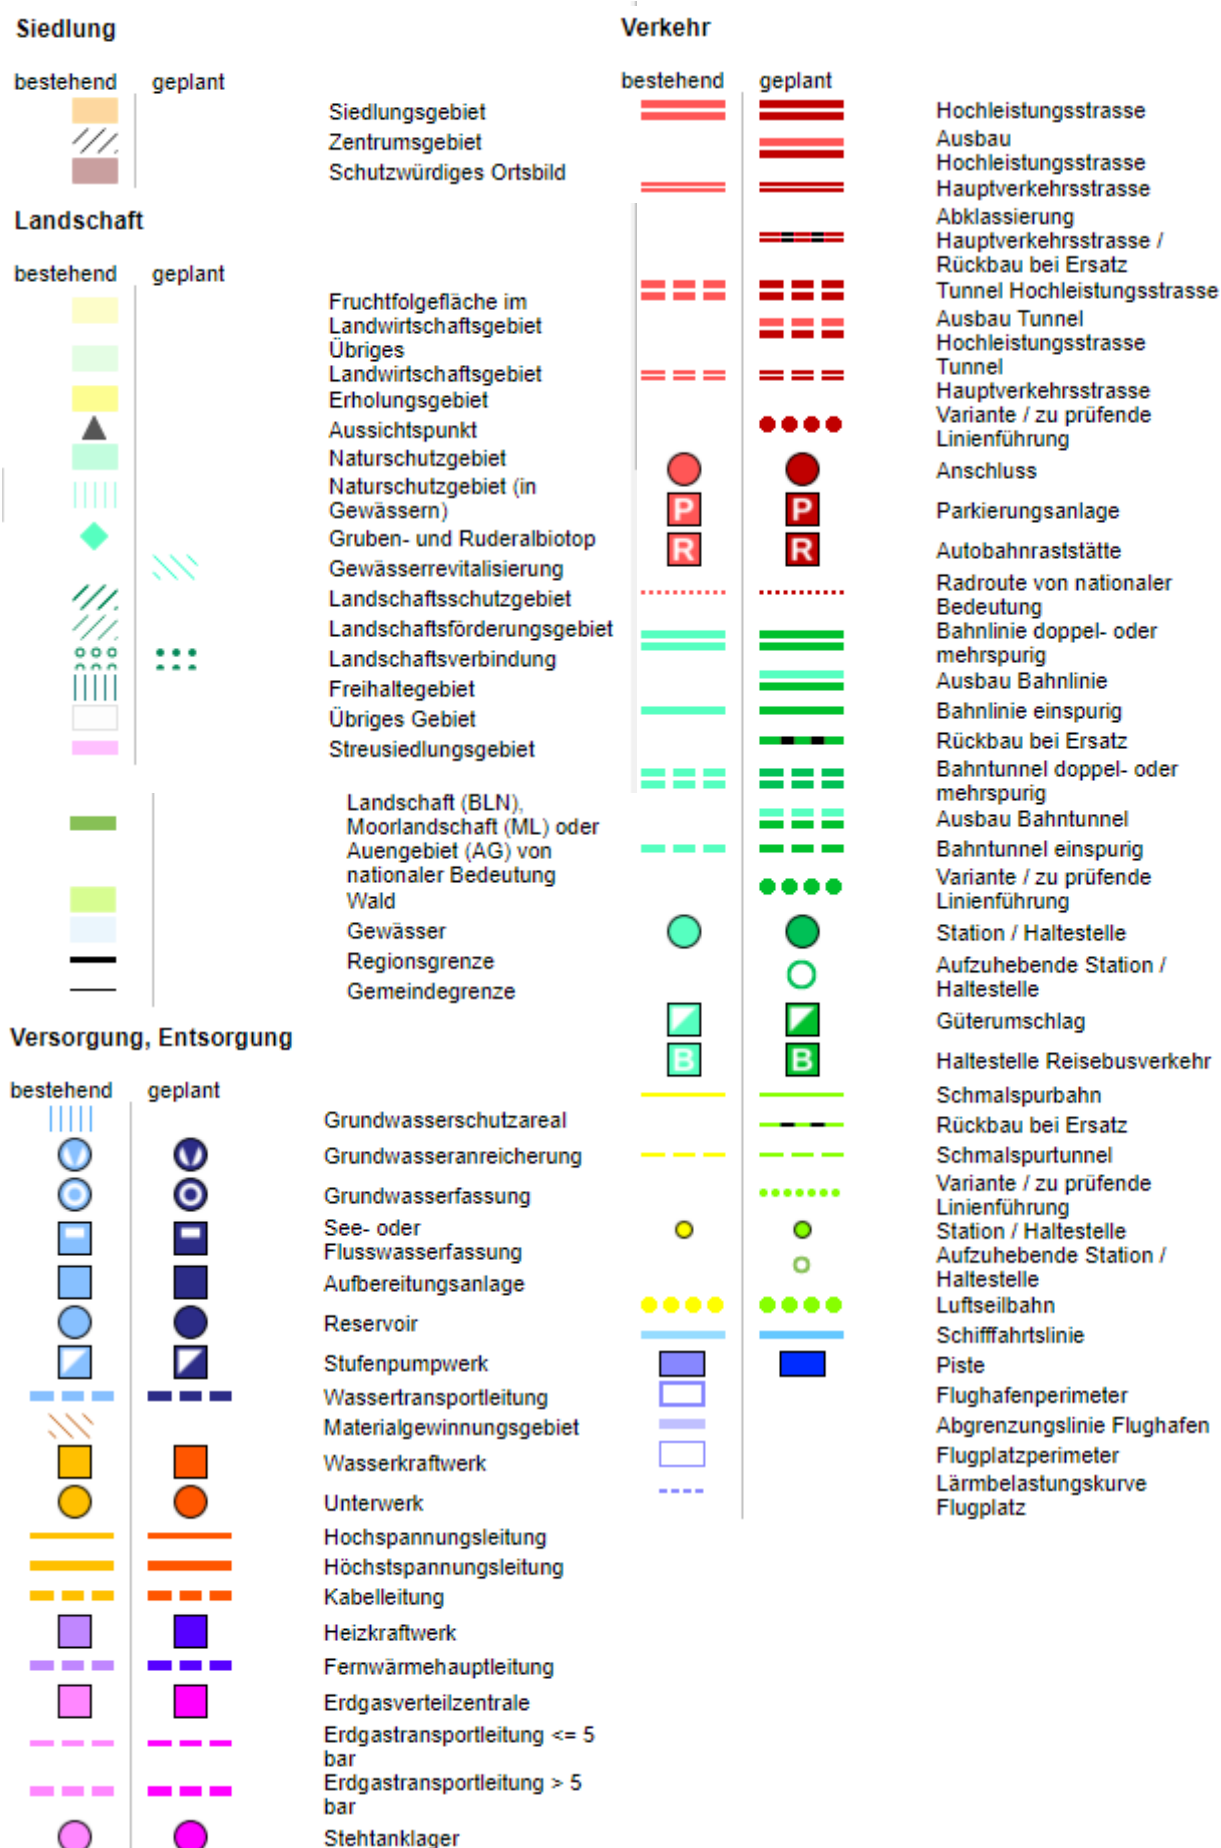 Siedlung
bestehend geplant
Siedlungsgebiet
Zentrumsgebiet
Schutzwürdiges Ortsbild
Landschaft
bestehend geplant
Fruchtfolgefläche im
Landwirtschaftsgebiet
Übriges
Landwirtschaftsgebiet
Erholungsgebiet
Aussichtspunkt
Naturschutzgebiet
Naturschutzgebiet (in
Gewässern)
Gruben- und Ruderalbiotop
Gewässerrevitalisierung
Landschaftsschutzgebiet
Landschaftsförderungsgebiet
Landschaftsverbindung
Freihaltegebiet
Übriges Gebiet
Streusiedlungsgebiet
Landschaft (BLN),
Moorlandschaft (ML) oder
Auengebiet (AG) von
nationaler Bedeutung
Wald
Gewässer
Regionsgrenze
Gemeindegrenze
Versorgung, Entsorgung
bestehend geplant
Grundwasserschutzareal
Grundwasseranreicherung
Grundwasserfassung
See- oder
Flusswasserfassung
Aufbereitungsanlage
Reservoir
Stufenpumpwerk
Wassertransportleitung
Materialgewinnungsgebiet
Wasserkraftwerk
Unterwerk
Hochspannungsleitung
Höchstspannungsleitung
Kabelleitung
Heizkraftwerk
Fernwärmehauptleitung
Erdgasverteilzentrale
Erdgastransportleitung <= 5
bar
Erdgastransportleitung > 5
bar
Stehtanklager
Verkehr
bestehend geplant
Hochleistungsstrasse
Ausbau
Hochleistungsstrasse
Hauptverkehrsstrasse
Abklassierung
Hauptverkehrsstrasse /
Rückbau bei Ersatz
Tunnel Hochleistungsstrasse
Ausbau Tunnel
Hochleistungsstrasse
Tunnel
Hauptverkehrsstrasse
Variante / zu prüfende
Linienführung
Anschluss
P P Parkierungsanlage
R R Autobahnraststätte
Radroute von nationaler
Bedeutung
Bahnlinie doppel- oder
mehrspurig
Ausbau Bahnlinie
Bahnlinie einspurig
Rückbau bei Ersatz
Bahntunnel doppel- oder
mehrspurig
Ausbau Bahntunnel
Bahntunnel einspurig
Variante / zu prüfende
Linienführung
Station / Haltestelle
Aufzuhebende Station /
Haltestelle
Güterumschlag
B B Haltestelle Reisebusverkehr
Schmalspurbahn
Rückbau bei Ersatz
Schmalspurtunnel
Variante / zu prüfende
Linienführung
Station / Haltestelle
Aufzuhebende Station /
Haltestelle
Luftseilbahn
Schifffahrtslinie
Piste
Flughafenperimeter
Abgrenzungslinie Flughafen
Flugplatzperimeter
Lärmbelastungskurve
Flugplatz